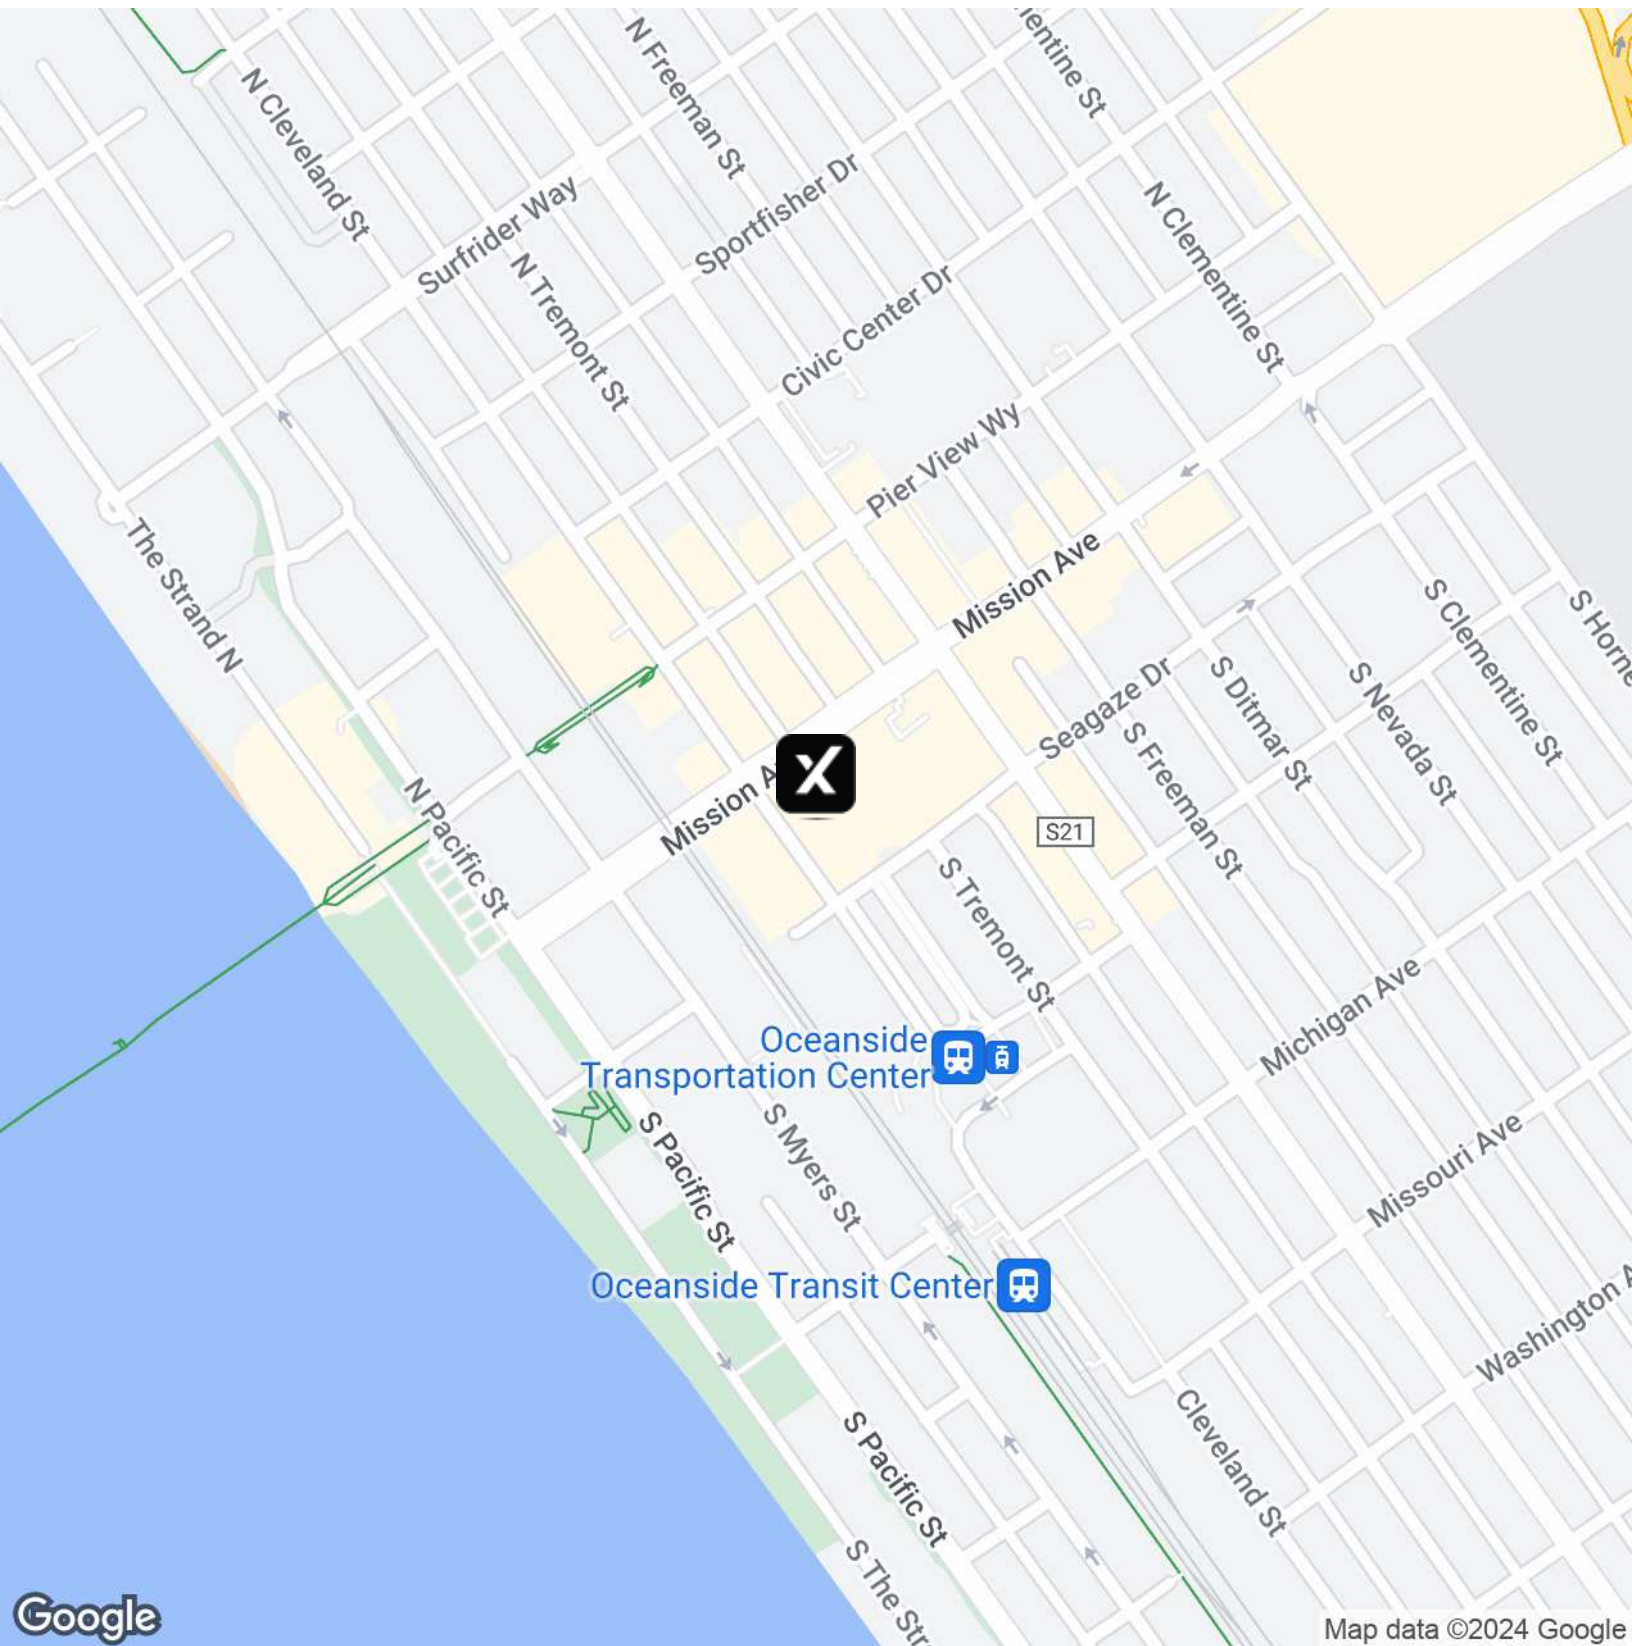 N Freeman St
entine St
N Cleveland St
Surfrider Way
Sportfisher Dr
N Clementine St
N Tremont St
Civic Center Dr
Pier View Wy
The Strand N
Mission Ave
S Clementine St
S Horne
Seagaze Dr
S Ditmar St
S Nevada St
S Freeman St
Mission A
X
N Pacific St
S21
S Tremont St
Michigan Ave
Oceanside
Transportation Center
S Myers St
S Pacific St
Missouri Ave
Oceanside Transit Center
Washington A
Cleveland St
S Pacific St
S The Str
Google
Map data ©2024 Google